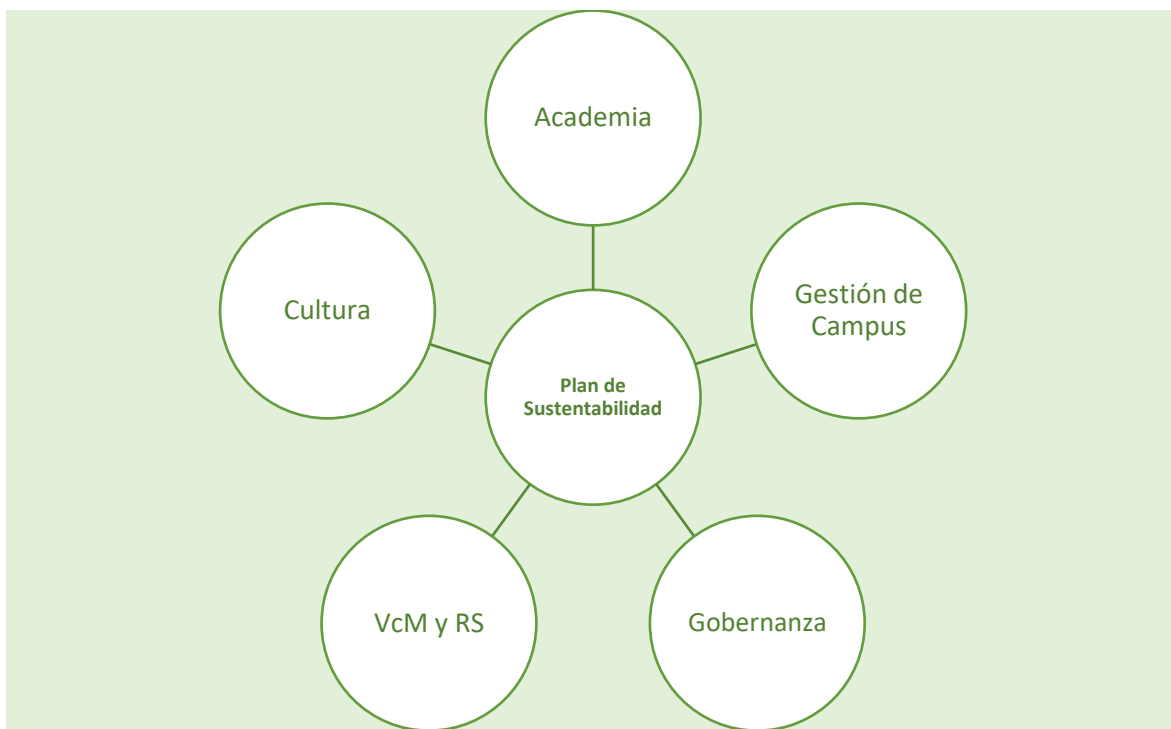 Academia
Cultura
Gestión de
Campus
Plan de
Sustentabilidad
VcM y RS
Gobernanza